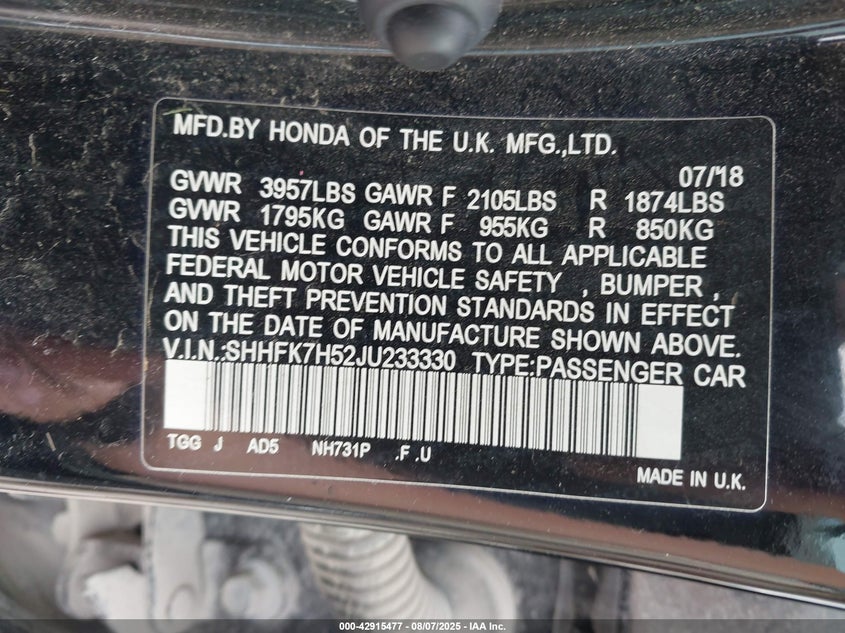 MFD.BY HONDA OF THE U.K. MFG.,LTD.
07/18
GVWR 3957LBS GAWR F 2105LBS R 1874LBS
GVWR 1795KG GAWR F 955KG R 850KG
THIS VEHICLE CONFORMS TO ALL APPLICABLE
FEDERAL MOTOR VEHICLE SAFETY , BUMPER ,
AND THEFT PREVENTION STANDARDS IN EFFECT
ON THE DATE OF MANUFACTURE SHOWN ABOVE.
V.I.N.:SHHFK7H52JU233330 TYPE:PASSENGER CAR
TGG J AD5 NH731P .F .U
MADE IN U.K.
000-42915477 | 08/07/2025 | IAA Inc.